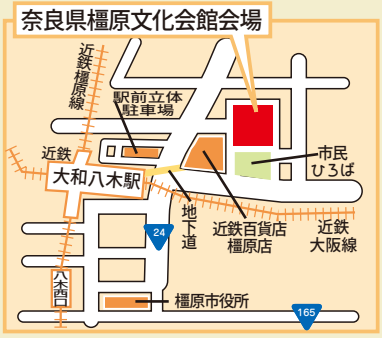 奈良県橿原文化会館会場
近鉄橿原線
駅前立体
駐車場
近鉄
大和八木駅
市民
ひろば
地下道
近鉄百貨店
橿原店
近鉄
大阪線
24
八木西口
橿原市役所
165